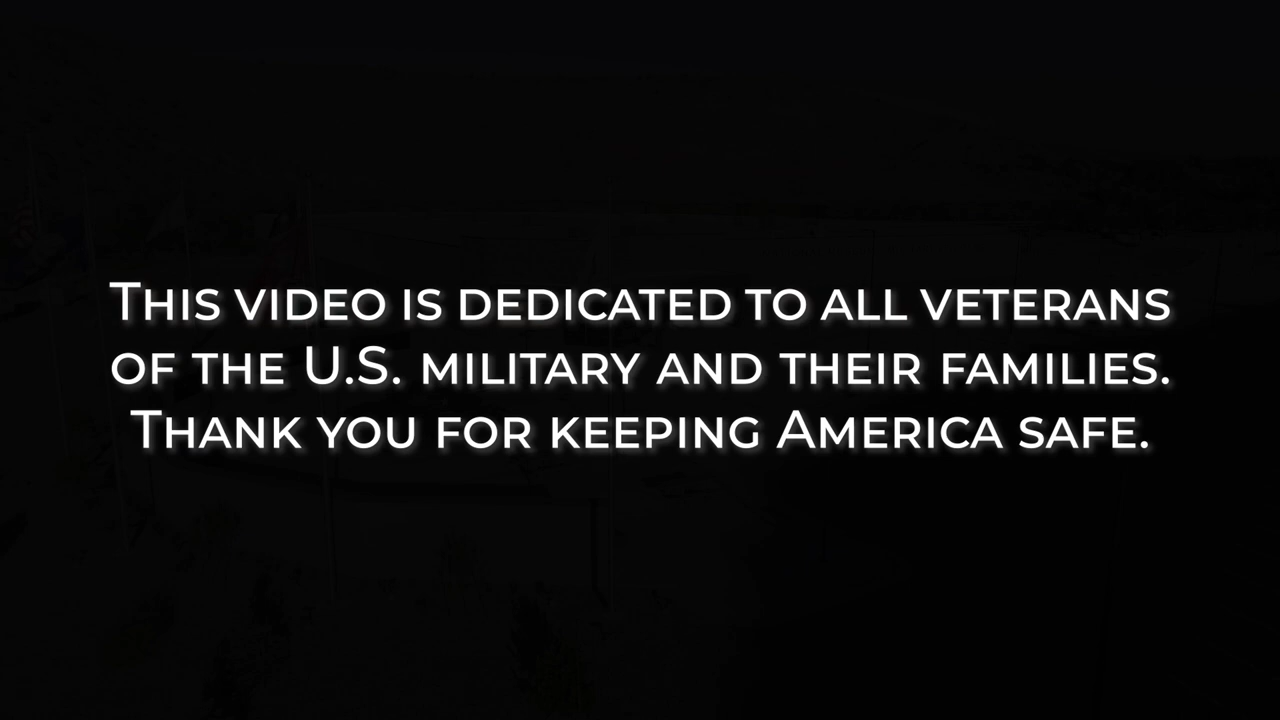 This video is dedicated to all veterans
of the U.S. military and their families.
Thank you for keeping America safe.